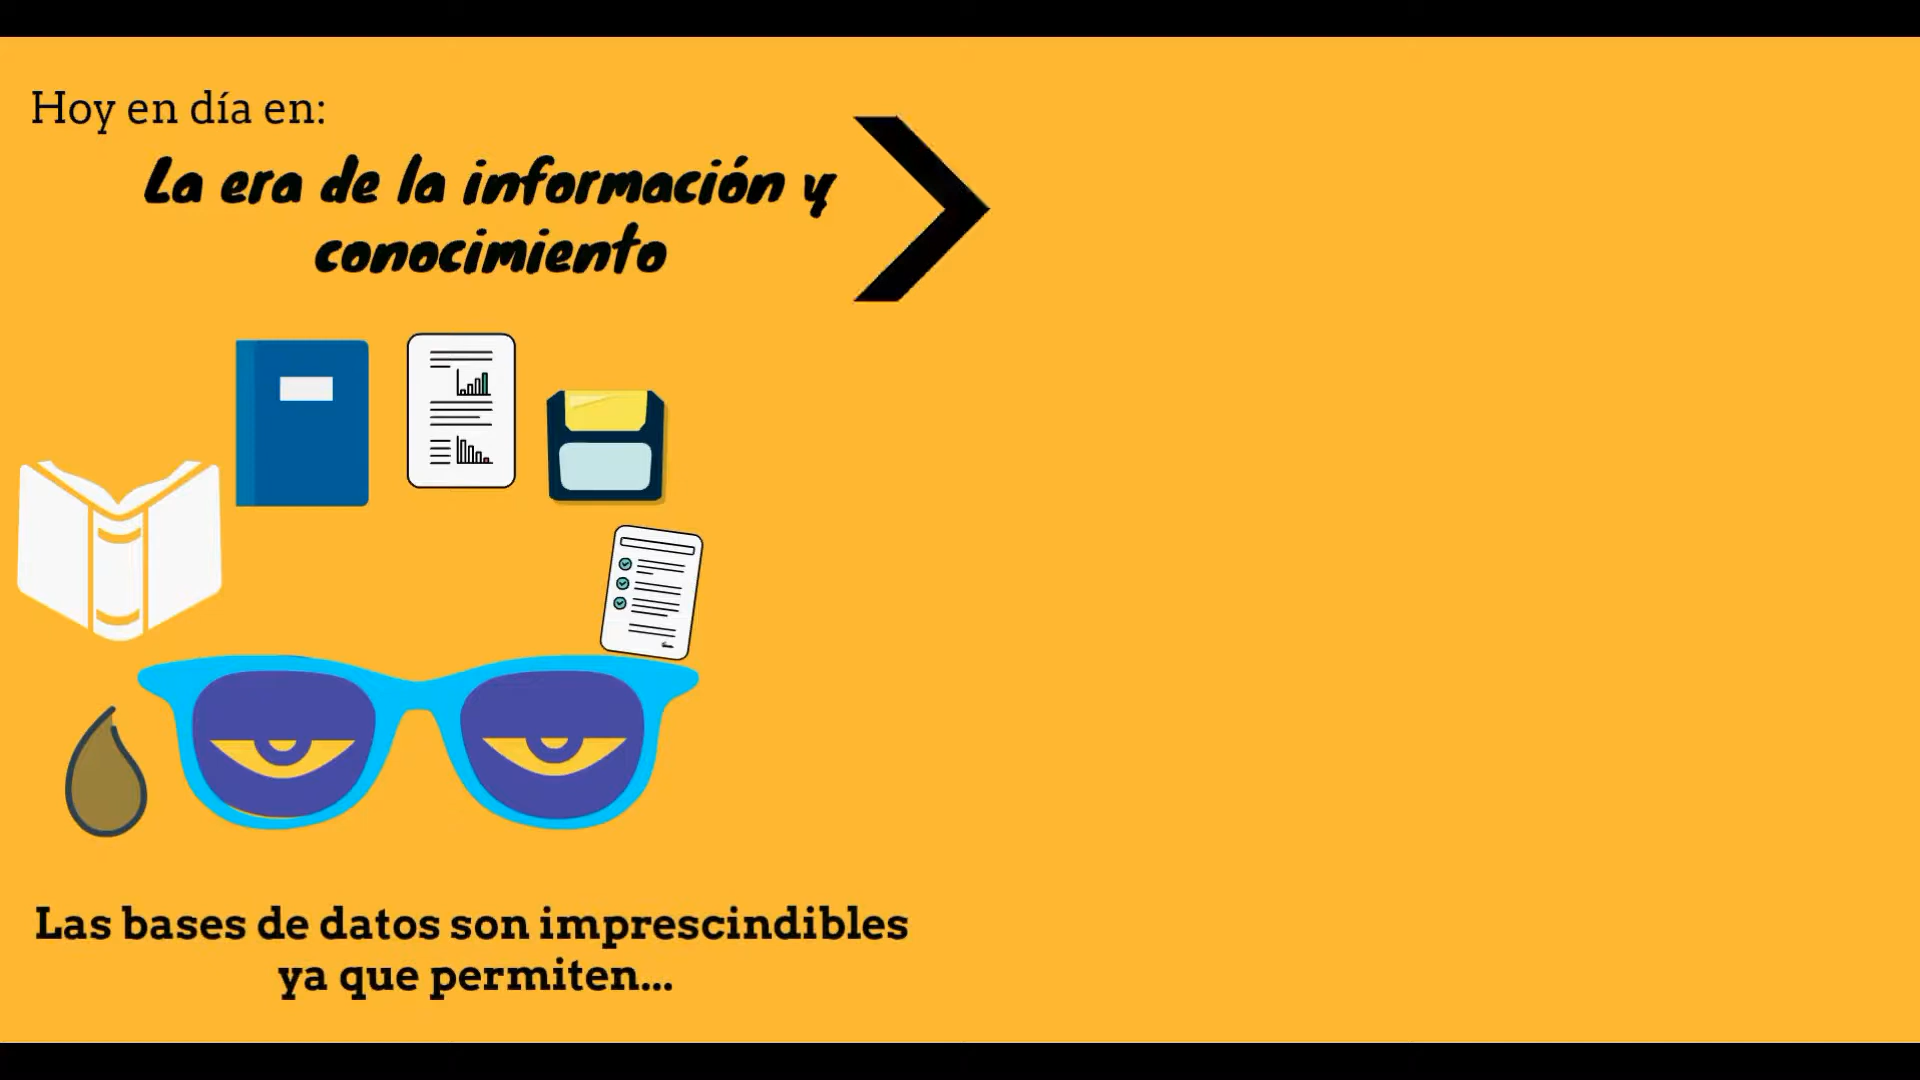 Hoy en día en:
La era de la información y
conocimiento
Las bases de datos son imprescindibles
ya que permiten...